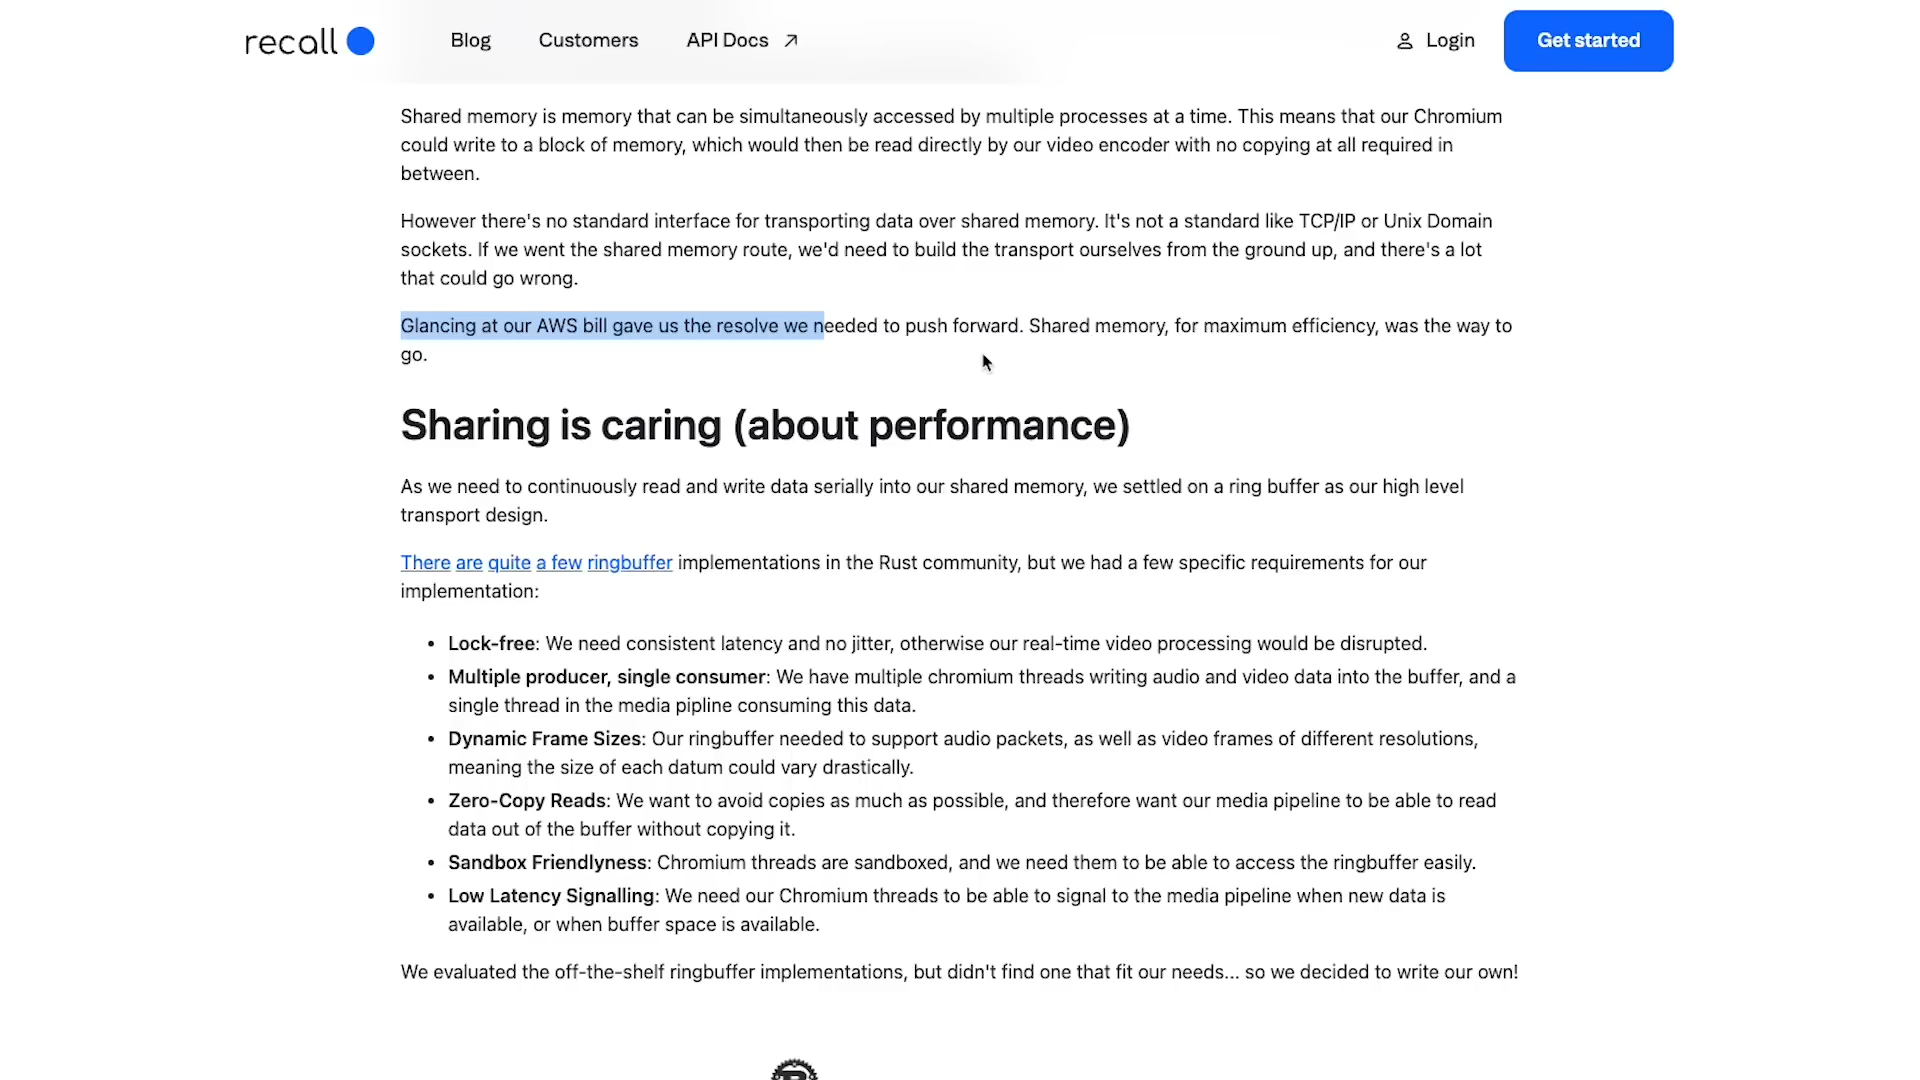 recall
Blog
Customers
API Docs
Login
Get started
Shared memory is memory that can be simultaneously accessed by multiple processes at a time. This means that our Chromium
could write to a block of memory, which would then be read directly by our video encoder with no copying at all required in
between.
However there's no standard interface for transporting data over shared memory. It's not a standard like TCP/IP or Unix Domain
sockets. If we went the shared memory route, we'd need to build the transport ourselves from the ground up, and there's a lot
that could go wrong.
Glancing at our AWS bill gave us the resolve we needed to push forward. Shared memory, for maximum efficiency, was the way to
go.
Sharing is caring (about performance)
As we need to continuously read and write data serially into our shared memory, we settled on a ring buffer as our high level
transport design.
There are quite a few ringbuffer implementations in the Rust community, but we had a few specific requirements for our
implementation:
• Lock-free: We need consistent latency and no jitter, otherwise our real-time video processing would be disrupted.
• Multiple producer, single consumer: We have multiple chromium threads writing audio and video data into the buffer, and a
single thread in the media pipline consuming this data.
• Dynamic Frame Sizes: Our ringbuffer needed to support audio packets, as well as video frames of different resolutions,
meaning the size of each datum could vary drastically.
• Zero-Copy Reads: We want to avoid copies as much as possible, and therefore want our media pipeline to be able to read
data out of the buffer without copying it.
• Sandbox Friendlyness: Chromium threads are sandboxed, and we need them to be able to access the ringbuffer easily.
• Low Latency Signalling: We need our Chromium threads to be able to signal to the media pipeline when new data is
available, or when buffer space is available.
We evaluated the off-the-shelf ringbuffer implementations, but didn't find one that fit our needs... so we decided to write our own!